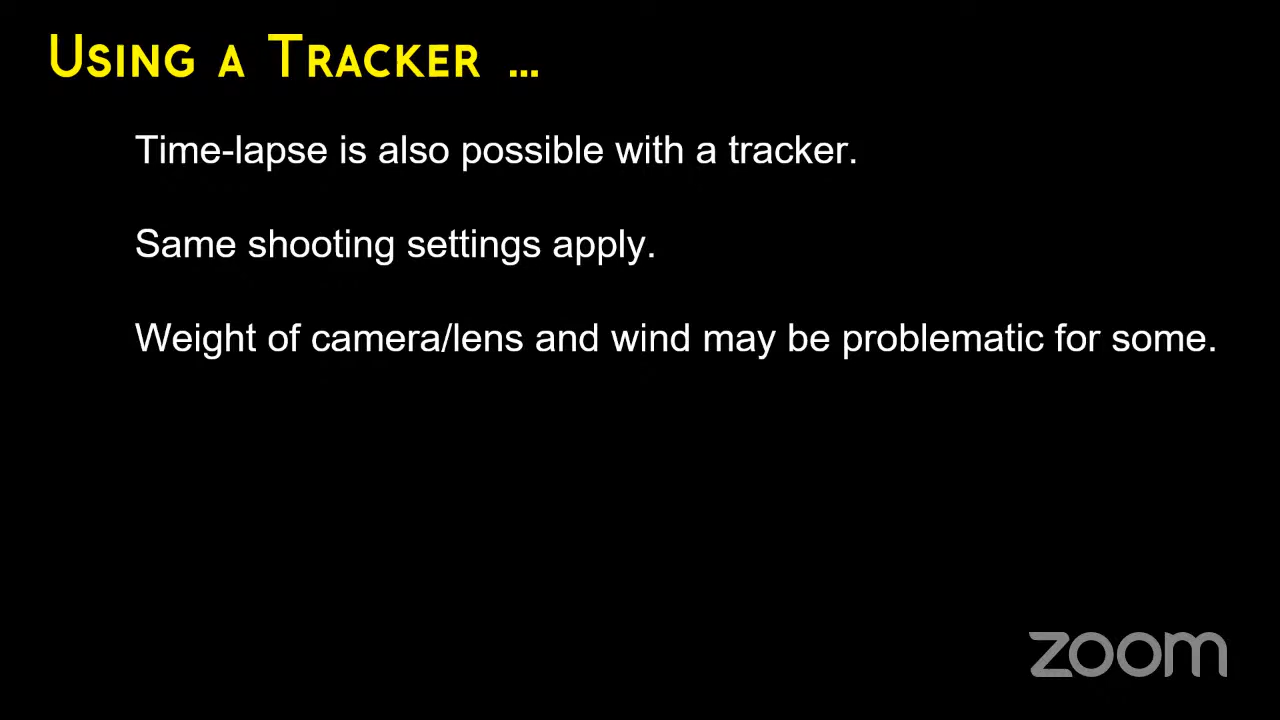 Using a Tracker ...
Time-lapse is also possible with a tracker.
Same shooting settings apply.
Weight of camera/lens and wind may be problematic for some.
zoom